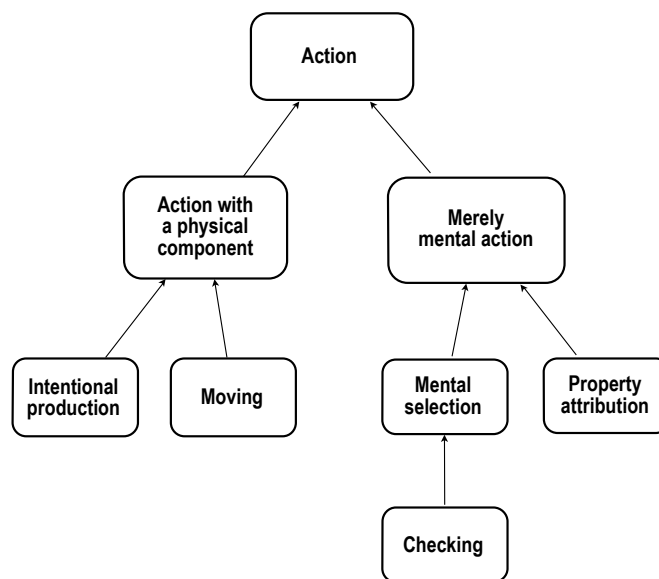 Action
Action with
a physical
component
Merely
mental action
Intentional
production
Moving
Mental
selection
Property
attribution
Checking